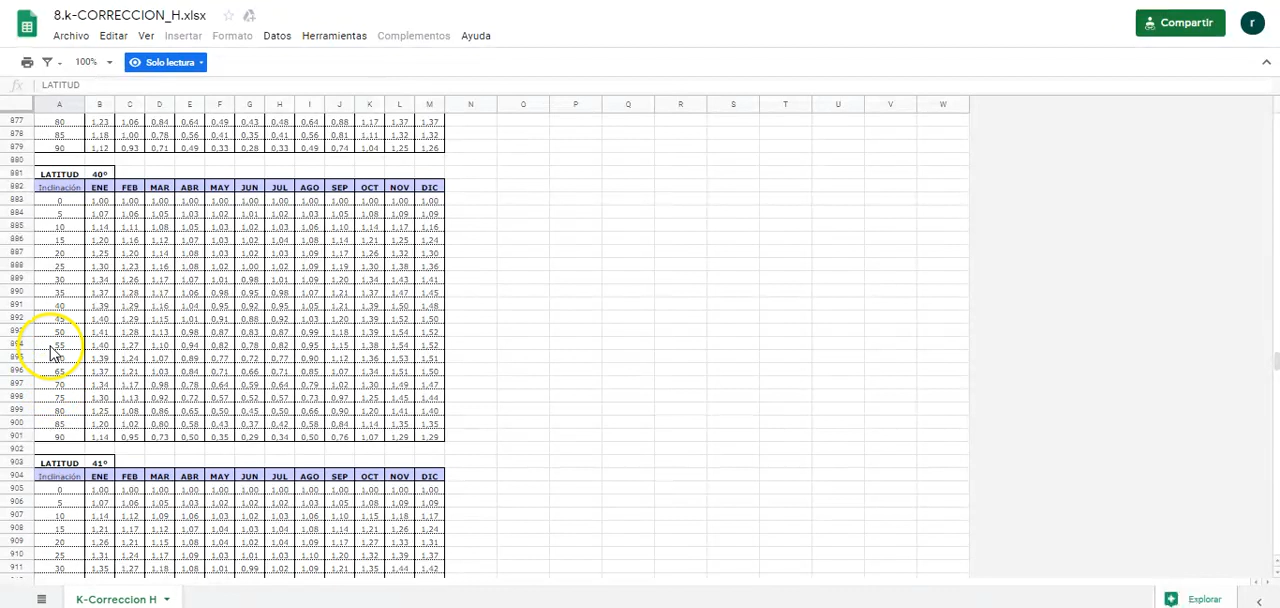 8.k-CORRECCION_H.xlsx
Compartir
r
Archivo Editar Ver Insertar Formato Datos Herramientas Complementos Ayuda
100% Solo lectura
fx LATITUD
A B C D E F G H I J K L M N O P Q R S T U V W
877 80 1,23 1,06 0,84 0,64 0,49 0,43 0,48 0,64 0,88 1,17 1,37 1,37
878 85 1,18 1,00 0,78 0,56 0,41 0,35 0,41 0,56 0,81 1,11 1,32 1,32
879 90 1,12 0,93 0,71 0,49 0,33 0,28 0,33 0,49 0,74 1,04 1,25 1,26
880
881 LATITUD 40º
882 Inclinación ENE FEB MAR ABR MAY JUN JUL AGO SEP OCT NOV DIC
883 0 1,00 1,00 1,00 1,00 1,00 1,00 1,00 1,00 1,00 1,00 1,00 1,00
884 5 1,07 1,06 1,05 1,03 1,02 1,01 1,02 1,03 1,05 1,08 1,09 1,09
885 10 1,14 1,11 1,08 1,05 1,03 1,02 1,03 1,06 1,10 1,14 1,17 1,16
886 15 1,20 1,16 1,12 1,07 1,03 1,02 1,04 1,08 1,14 1,21 1,25 1,24
887 20 1,25 1,20 1,14 1,08 1,03 1,02 1,03 1,09 1,17 1,26 1,32 1,30
888 25 1,30 1,23 1,16 1,08 1,02 1,00 1,02 1,09 1,19 1,30 1,38 1,36
889 30 1,34 1,26 1,17 1,07 1,01 0,98 1,01 1,09 1,20 1,34 1,43 1,41
890 35 1,37 1,28 1,17 1,06 0,98 0,95 0,98 1,07 1,21 1,37 1,47 1,45
891 40 1,39 1,29 1,16 1,04 0,95 0,92 0,95 1,05 1,21 1,39 1,50 1,48
892 45 1,40 1,29 1,15 1,01 0,91 0,88 0,92 1,03 1,20 1,39 1,52 1,50
893 50 1,41 1,28 1,13 0,98 0,87 0,83 0,87 0,99 1,18 1,39 1,54 1,52
894 55 1,40 1,27 1,10 0,94 0,82 0,78 0,82 0,95 1,15 1,38 1,54 1,52
895 1,39 1,24 1,07 0,89 0,77 0,72 0,77 0,90 1,12 1,36 1,53 1,51
896 65 1,37 1,21 1,03 0,84 0,71 0,66 0,71 0,85 1,07 1,34 1,51 1,50
897 70 1,34 1,17 0,98 0,78 0,64 0,59 0,64 0,79 1,02 1,30 1,49 1,47
898 75 1,30 1,13 0,92 0,72 0,57 0,52 0,57 0,73 0,97 1,25 1,45 1,44
899 80 1,25 1,08 0,86 0,65 0,50 0,45 0,50 0,66 0,90 1,20 1,41 1,40
900 85 1,20 1,02 0,80 0,58 0,43 0,37 0,42 0,58 0,84 1,14 1,35 1,35
901 90 1,14 0,95 0,73 0,50 0,35 0,29 0,34 0,50 0,76 1,07 1,29 1,29
902
903 LATITUD 41º
904 Inclinación ENE FEB MAR ABR MAY JUN JUL AGO SEP OCT NOV DIC
905 0 1,00 1,00 1,00 1,00 1,00 1,00 1,00 1,00 1,00 1,00 1,00 1,00
906 5 1,07 1,06 1,05 1,03 1,02 1,02 1,02 1,03 1,05 1,08 1,09 1,09
907 10 1,14 1,12 1,09 1,06 1,03 1,02 1,03 1,06 1,10 1,15 1,18 1,17
908 15 1,21 1,17 1,12 1,07 1,04 1,03 1,04 1,08 1,14 1,21 1,26 1,24
909 20 1,26 1,21 1,15 1,08 1,04 1,02 1,04 1,09 1,17 1,27 1,33 1,31
910 25 1,31 1,24 1,17 1,09 1,03 1,01 1,03 1,10 1,20 1,32 1,39 1,37
911 30 1,35 1,27 1,18 1,08 1,01 0,99 1,02 1,09 1,21 1,35 1,44 1,42
K-Correccion H
Explorar